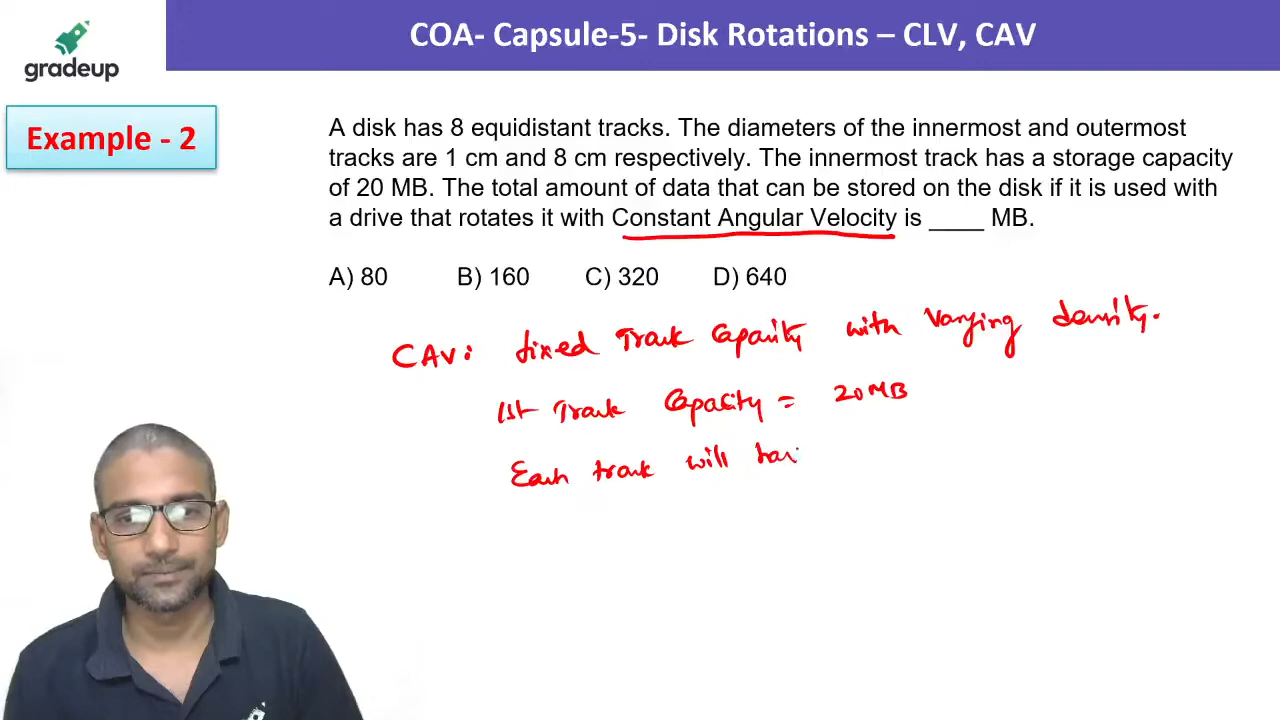 COA- Capsule-5- Disk Rotations – CLV, CAV
gradeup
Example - 2
A disk has 8 equidistant tracks. The diameters of the innermost and outermost
tracks are 1 cm and 8 cm respectively. The innermost track has a storage capacity
of 20 MB. The total amount of data that can be stored on the disk if it is used with
a drive that rotates it with Constant Angular Velocity is ____ MB.
A) 80 B) 160 C) 320 D) 640
CAV: fixed Track Capacity with Varying density.
1st Track Capacity = 20MB
Each track will hav